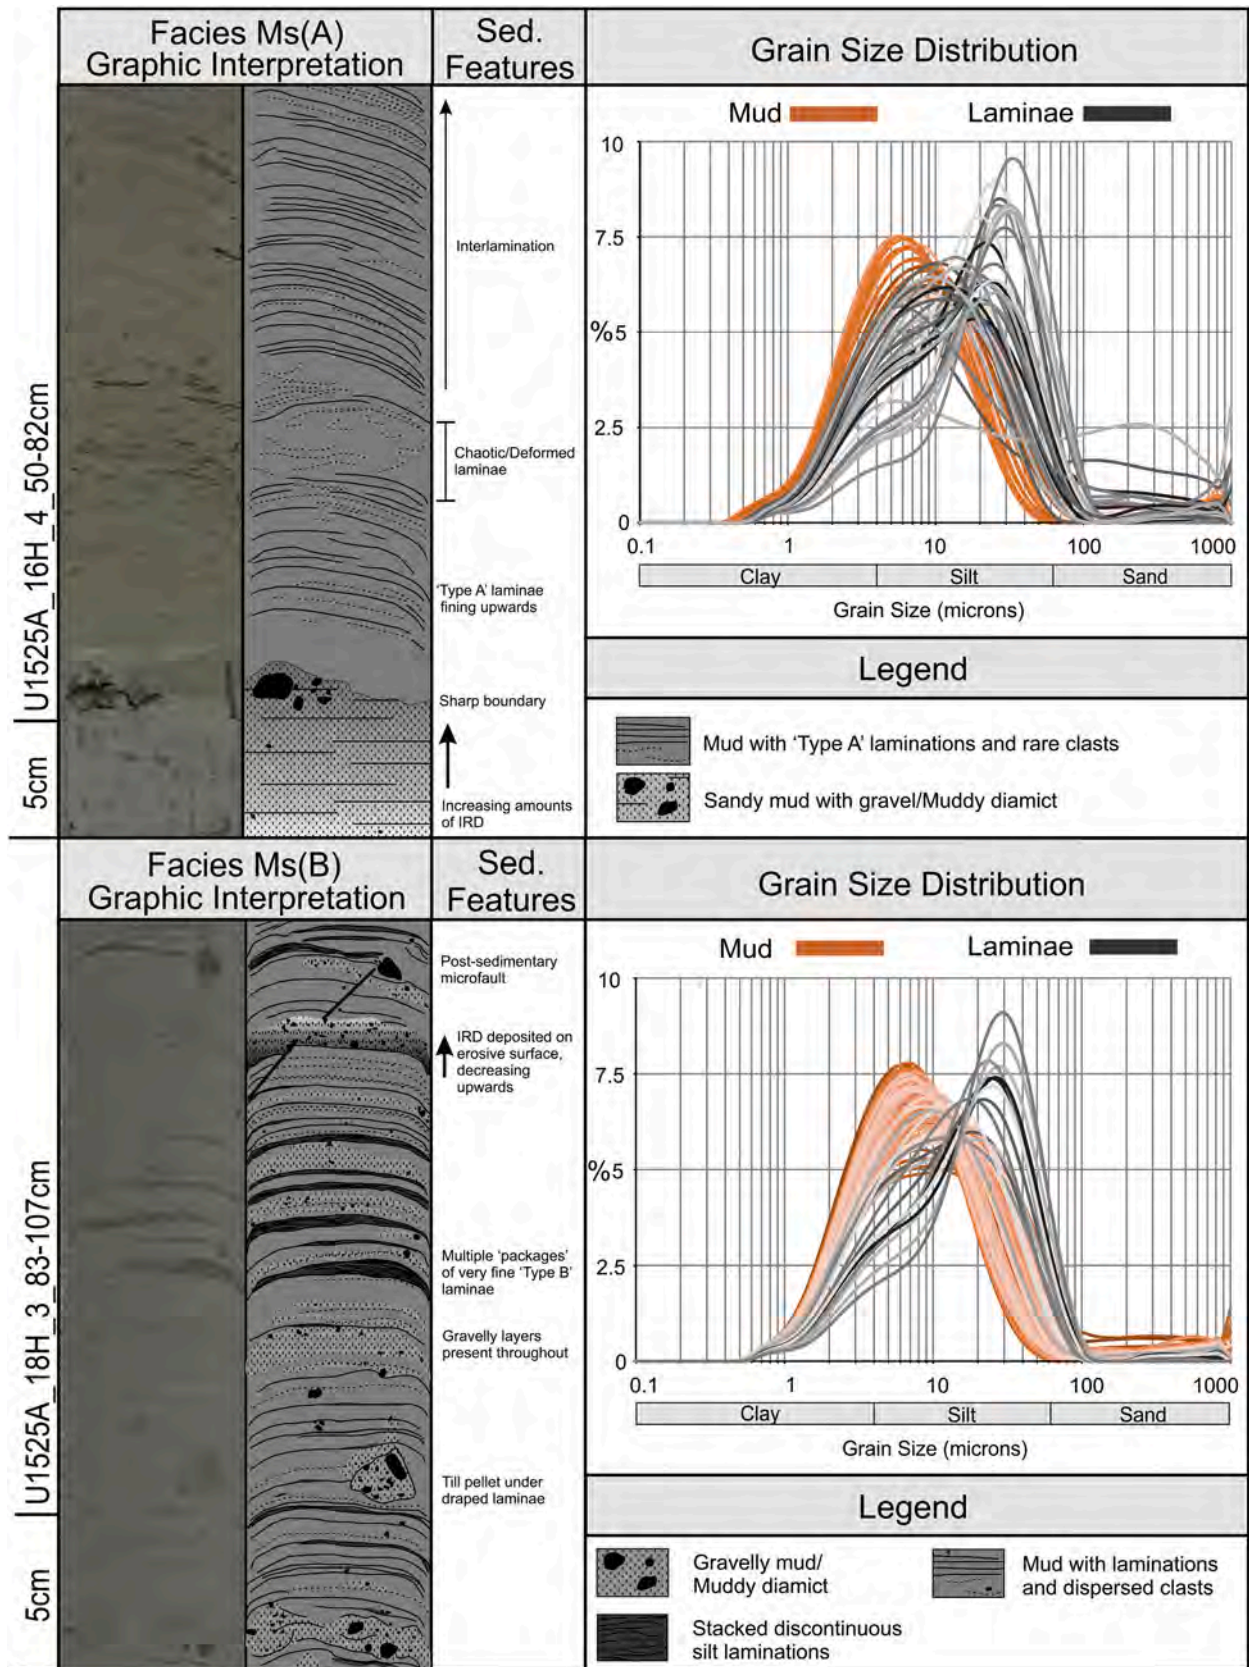 Facies Ms(A)
Graphic Interpretation
Sed.
Features
Grain Size Distribution
U1525A_16H_4_50-82cm
5cm
Interlamination
Chaotic/Deformed
laminae
'Type A' laminae
fining upwards
Sharp boundary
Increasing amounts
of IRD
Mud
Laminae
10
7.5
%5
2.5
0
0.1
1
10
100
1000
Clay
Silt
Sand
Grain Size (microns)
Legend
Mud with 'Type A' laminations and rare clasts
Sandy mud with gravel/Muddy diamict
Facies Ms(B)
Graphic Interpretation
Sed.
Features
Grain Size Distribution
U1525A_18H_3_83-107cm
5cm
Post-sedimentary
microfault
IRD deposited on
erosive surface,
decreasing
upwards
Multiple 'packages'
of very fine 'Type B'
laminae
Gravelly layers
present throughout
Till pellet under
draped laminae
Mud
Laminae
10
7.5
%5
2.5
0
0.1
1
10
100
1000
Clay
Silt
Sand
Grain Size (microns)
Legend
Gravelly mud/
Muddy diamict
Mud with laminations
and dispersed clasts
Stacked discontinuous
silt laminations